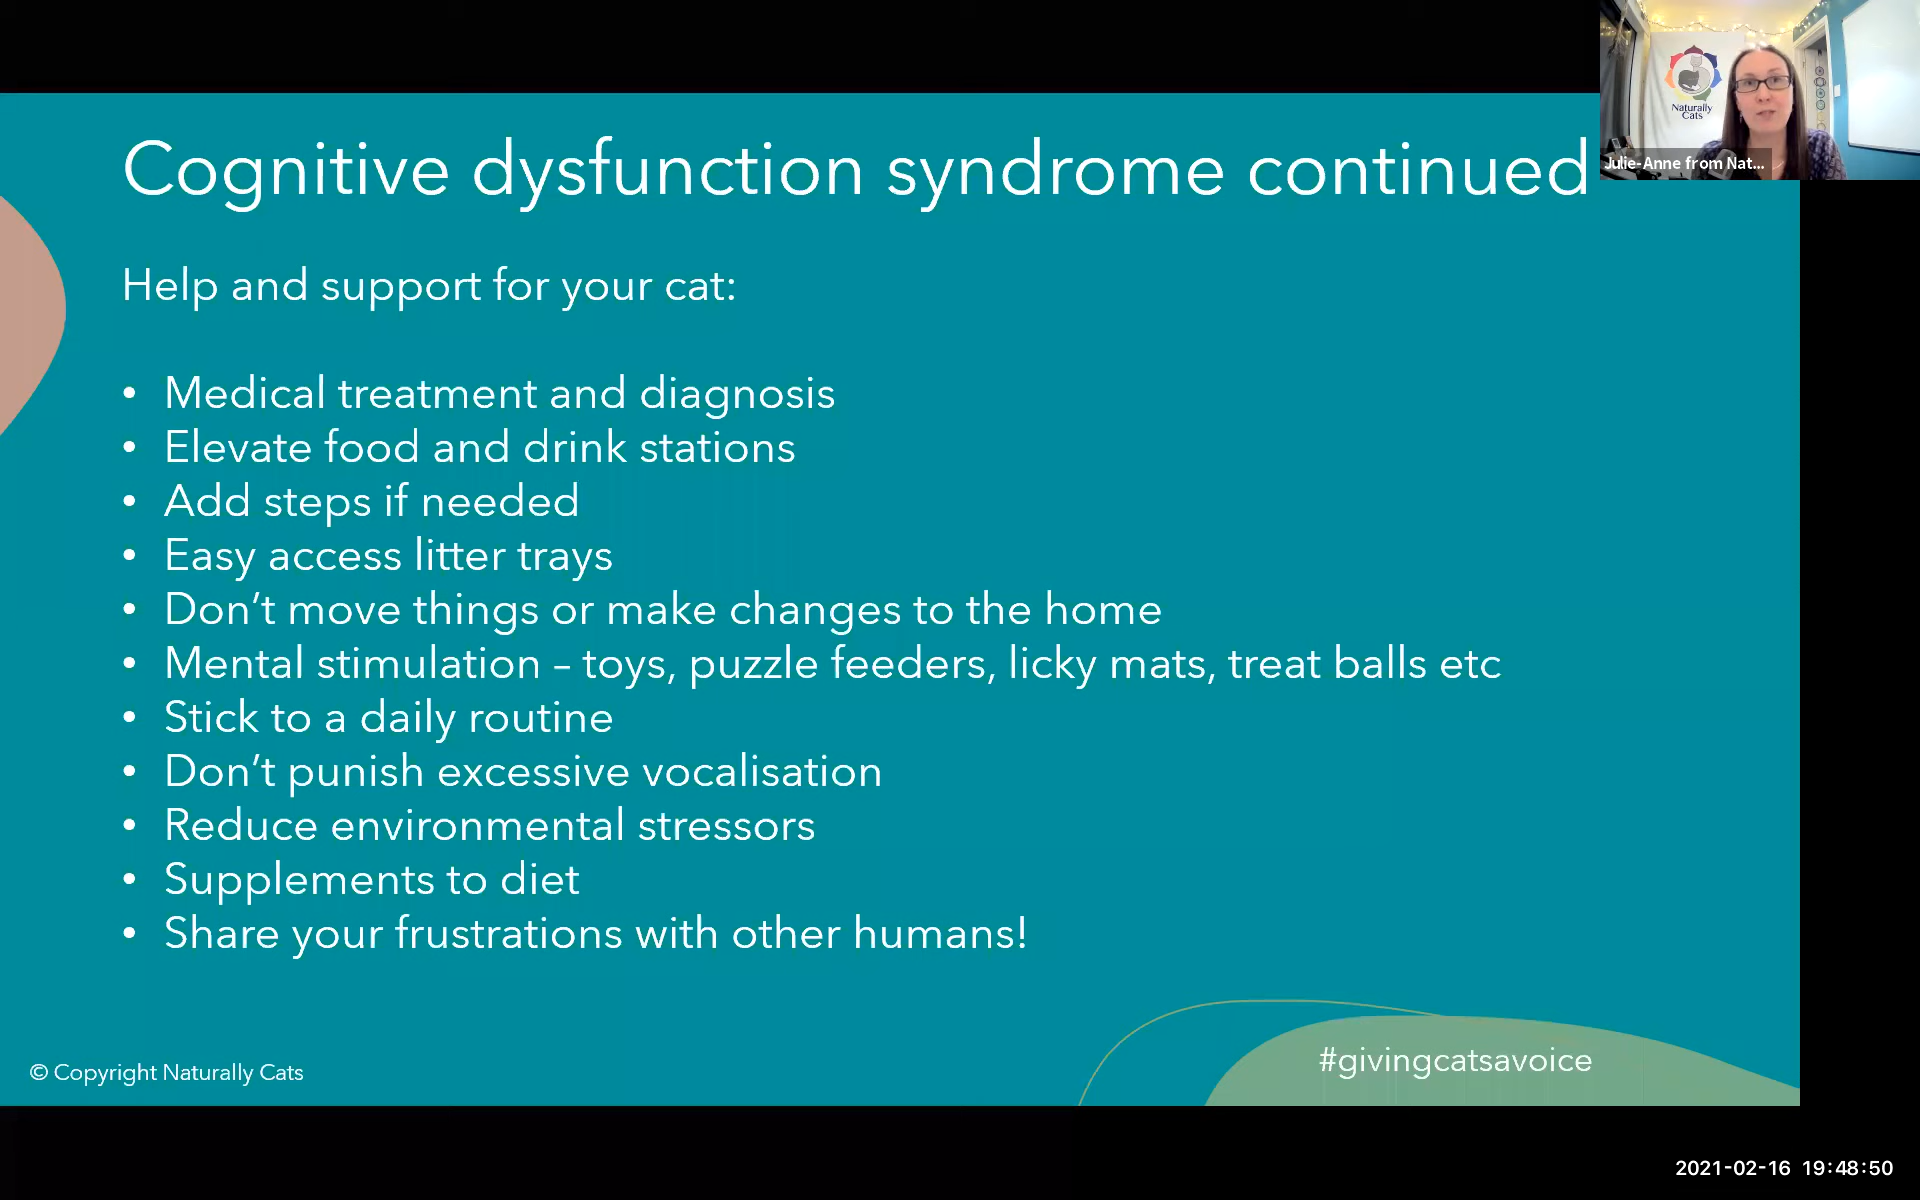 Cognitive dysfunction syndrome continued
Help and support for your cat:
• Medical treatment and diagnosis
• Elevate food and drink stations
• Add steps if needed
• Easy access litter trays
• Don’t move things or make changes to the home
• Mental stimulation – toys, puzzle feeders, licky mats, treat balls etc
• Stick to a daily routine
• Don’t punish excessive vocalisation
• Reduce environmental stressors
• Supplements to diet
• Share your frustrations with other humans!
© Copyright Naturally Cats
#givingcatsavoice
Naturally
Cats
Julie-Anne from Nat...
2021-02-16 19:48:50